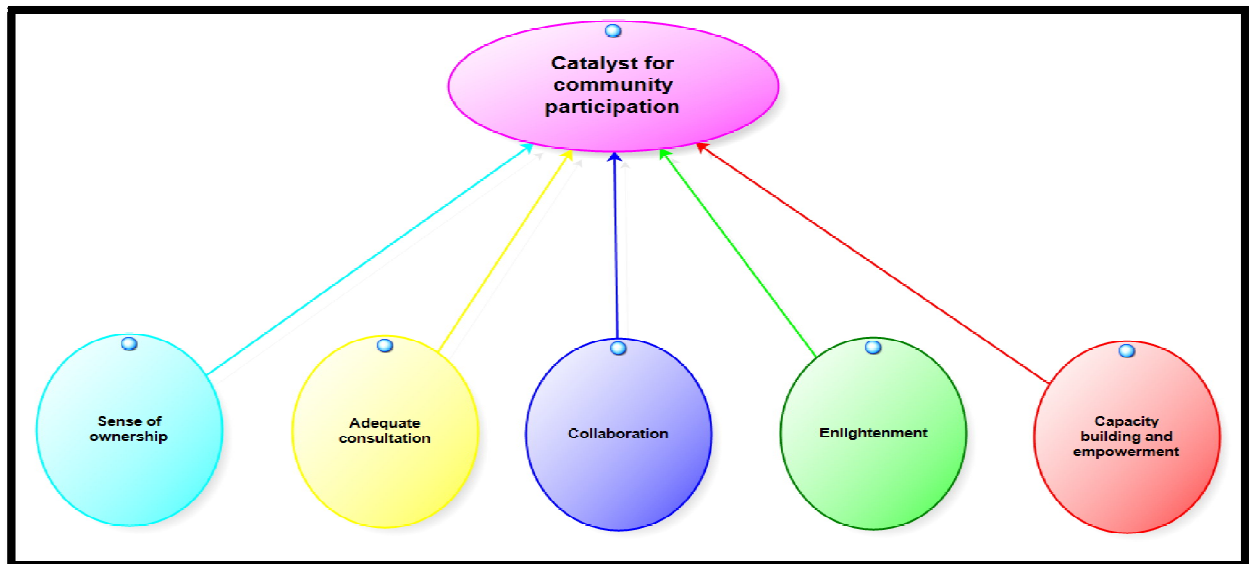 Catalyst for
community
participation
Sense of
ownership
Adequate
consultation
Collaboration
Enlightenment
Capacity
building and
empowerment